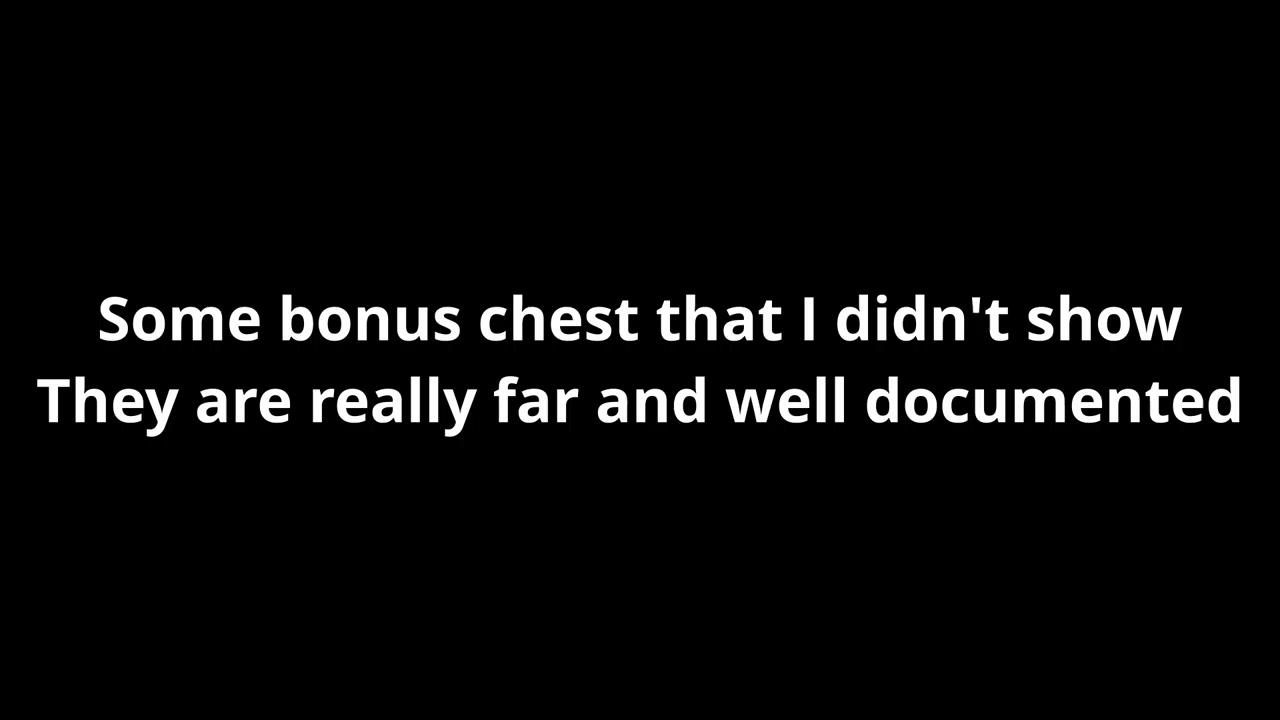 Some bonus chest that I didn't show
They are really far and well documented